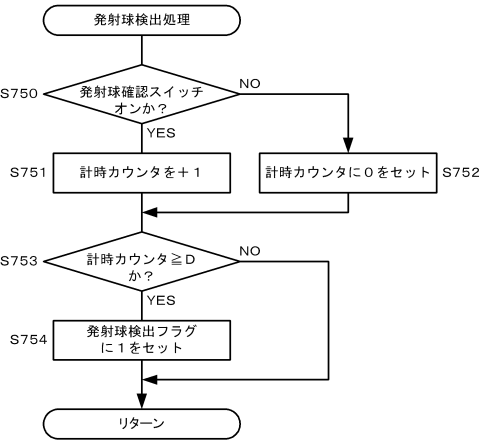 発射球検出処理
S750
発射球確認スイッチ
オンか？
NO
YES
S751
計時カウンタを＋１
計時カウンタに０をセット
S752
S753
計時カウンタ≧Ｄ
か？
NO
YES
S754
発射球検出フラグ
に１をセット
リターン